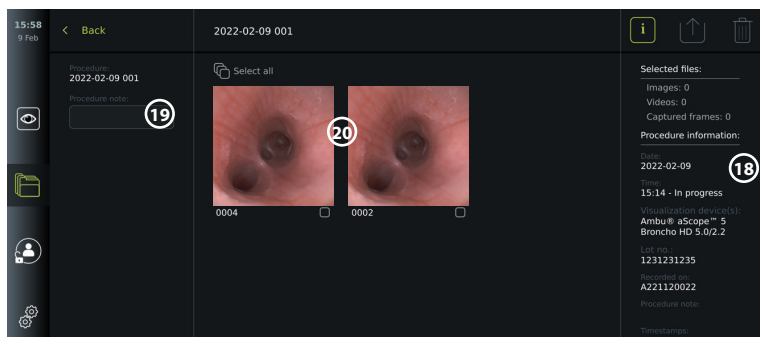 15:58
9 Feb
Back
2022-02-09 001
i
Procedure:
2022-02-09 001
Procedure note:
19
Select all
20
0004
0002
Selected files:
Images: 0
Videos: 0
Captured frames: 0
Procedure information:
18
Date:
2022-02-09
Time:
15:14 - In progress
Visualization device(s):
Ambu® aScope™ 5
Broncho HD 5.0/2.2
Lot no.:
1231231235
Recorded on:
A221120022
Procedure note:
Timestamps: